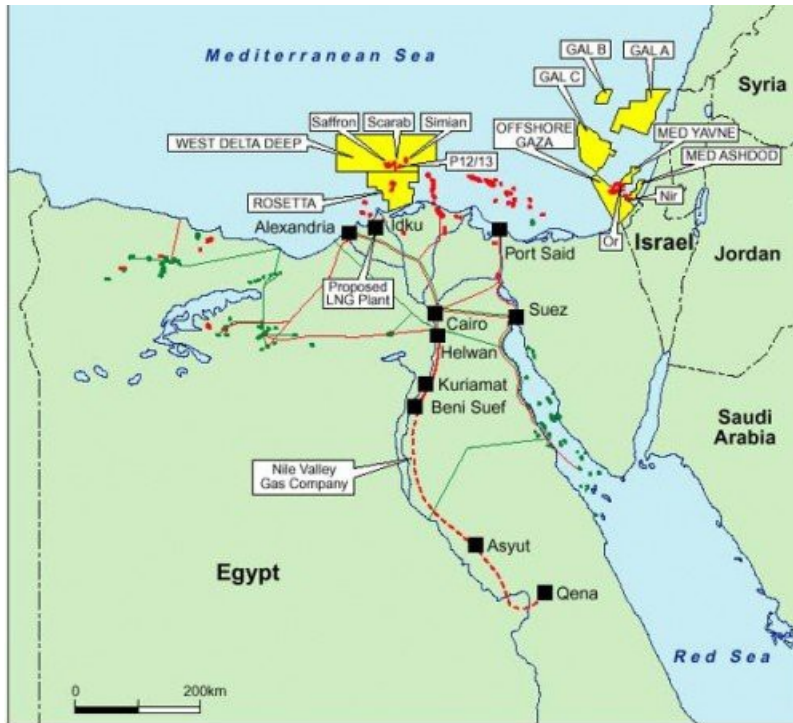 Mediterranean Sea
GAL B
GAL A
GAL C
Syria
Saffron
Scarab
Simian
WEST DELTA DEEP
P12/13
OFFSHORE
GAZA
MED YAVNE
MED ASHDOD
ROSETTA
Nir
Or
Alexandria
Idku
Port Said
Israel
Jordan
Proposed
LNG Plant
Cairo
Suez
Helwan
Kuriamat
Beni Suef
Saudi
Arabia
Nile Valley
Gas Company
Asyut
Egypt
Qena
Red Sea
0
200km